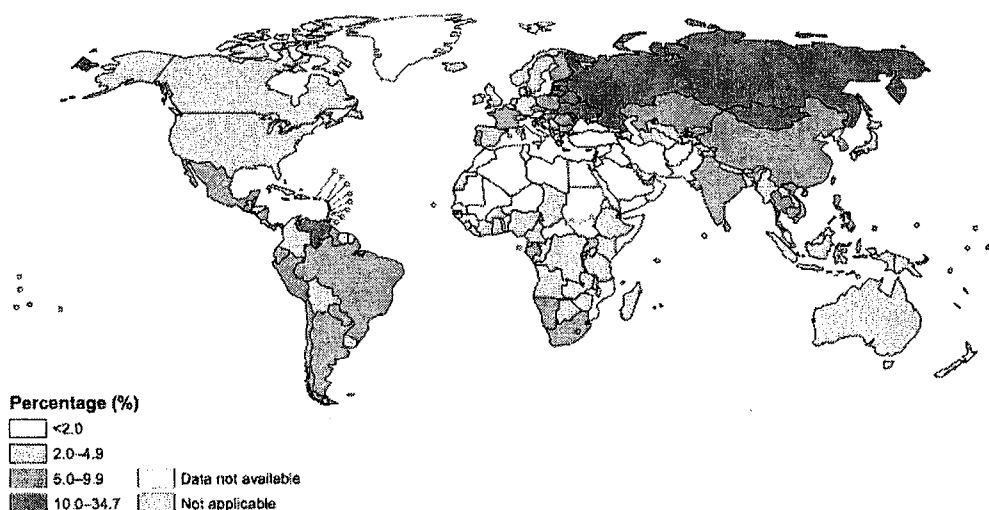 Percentage (%)
<2.0
2.0–4.9
5.0–9.9
Data not available
10.0–34.7
Not applicable